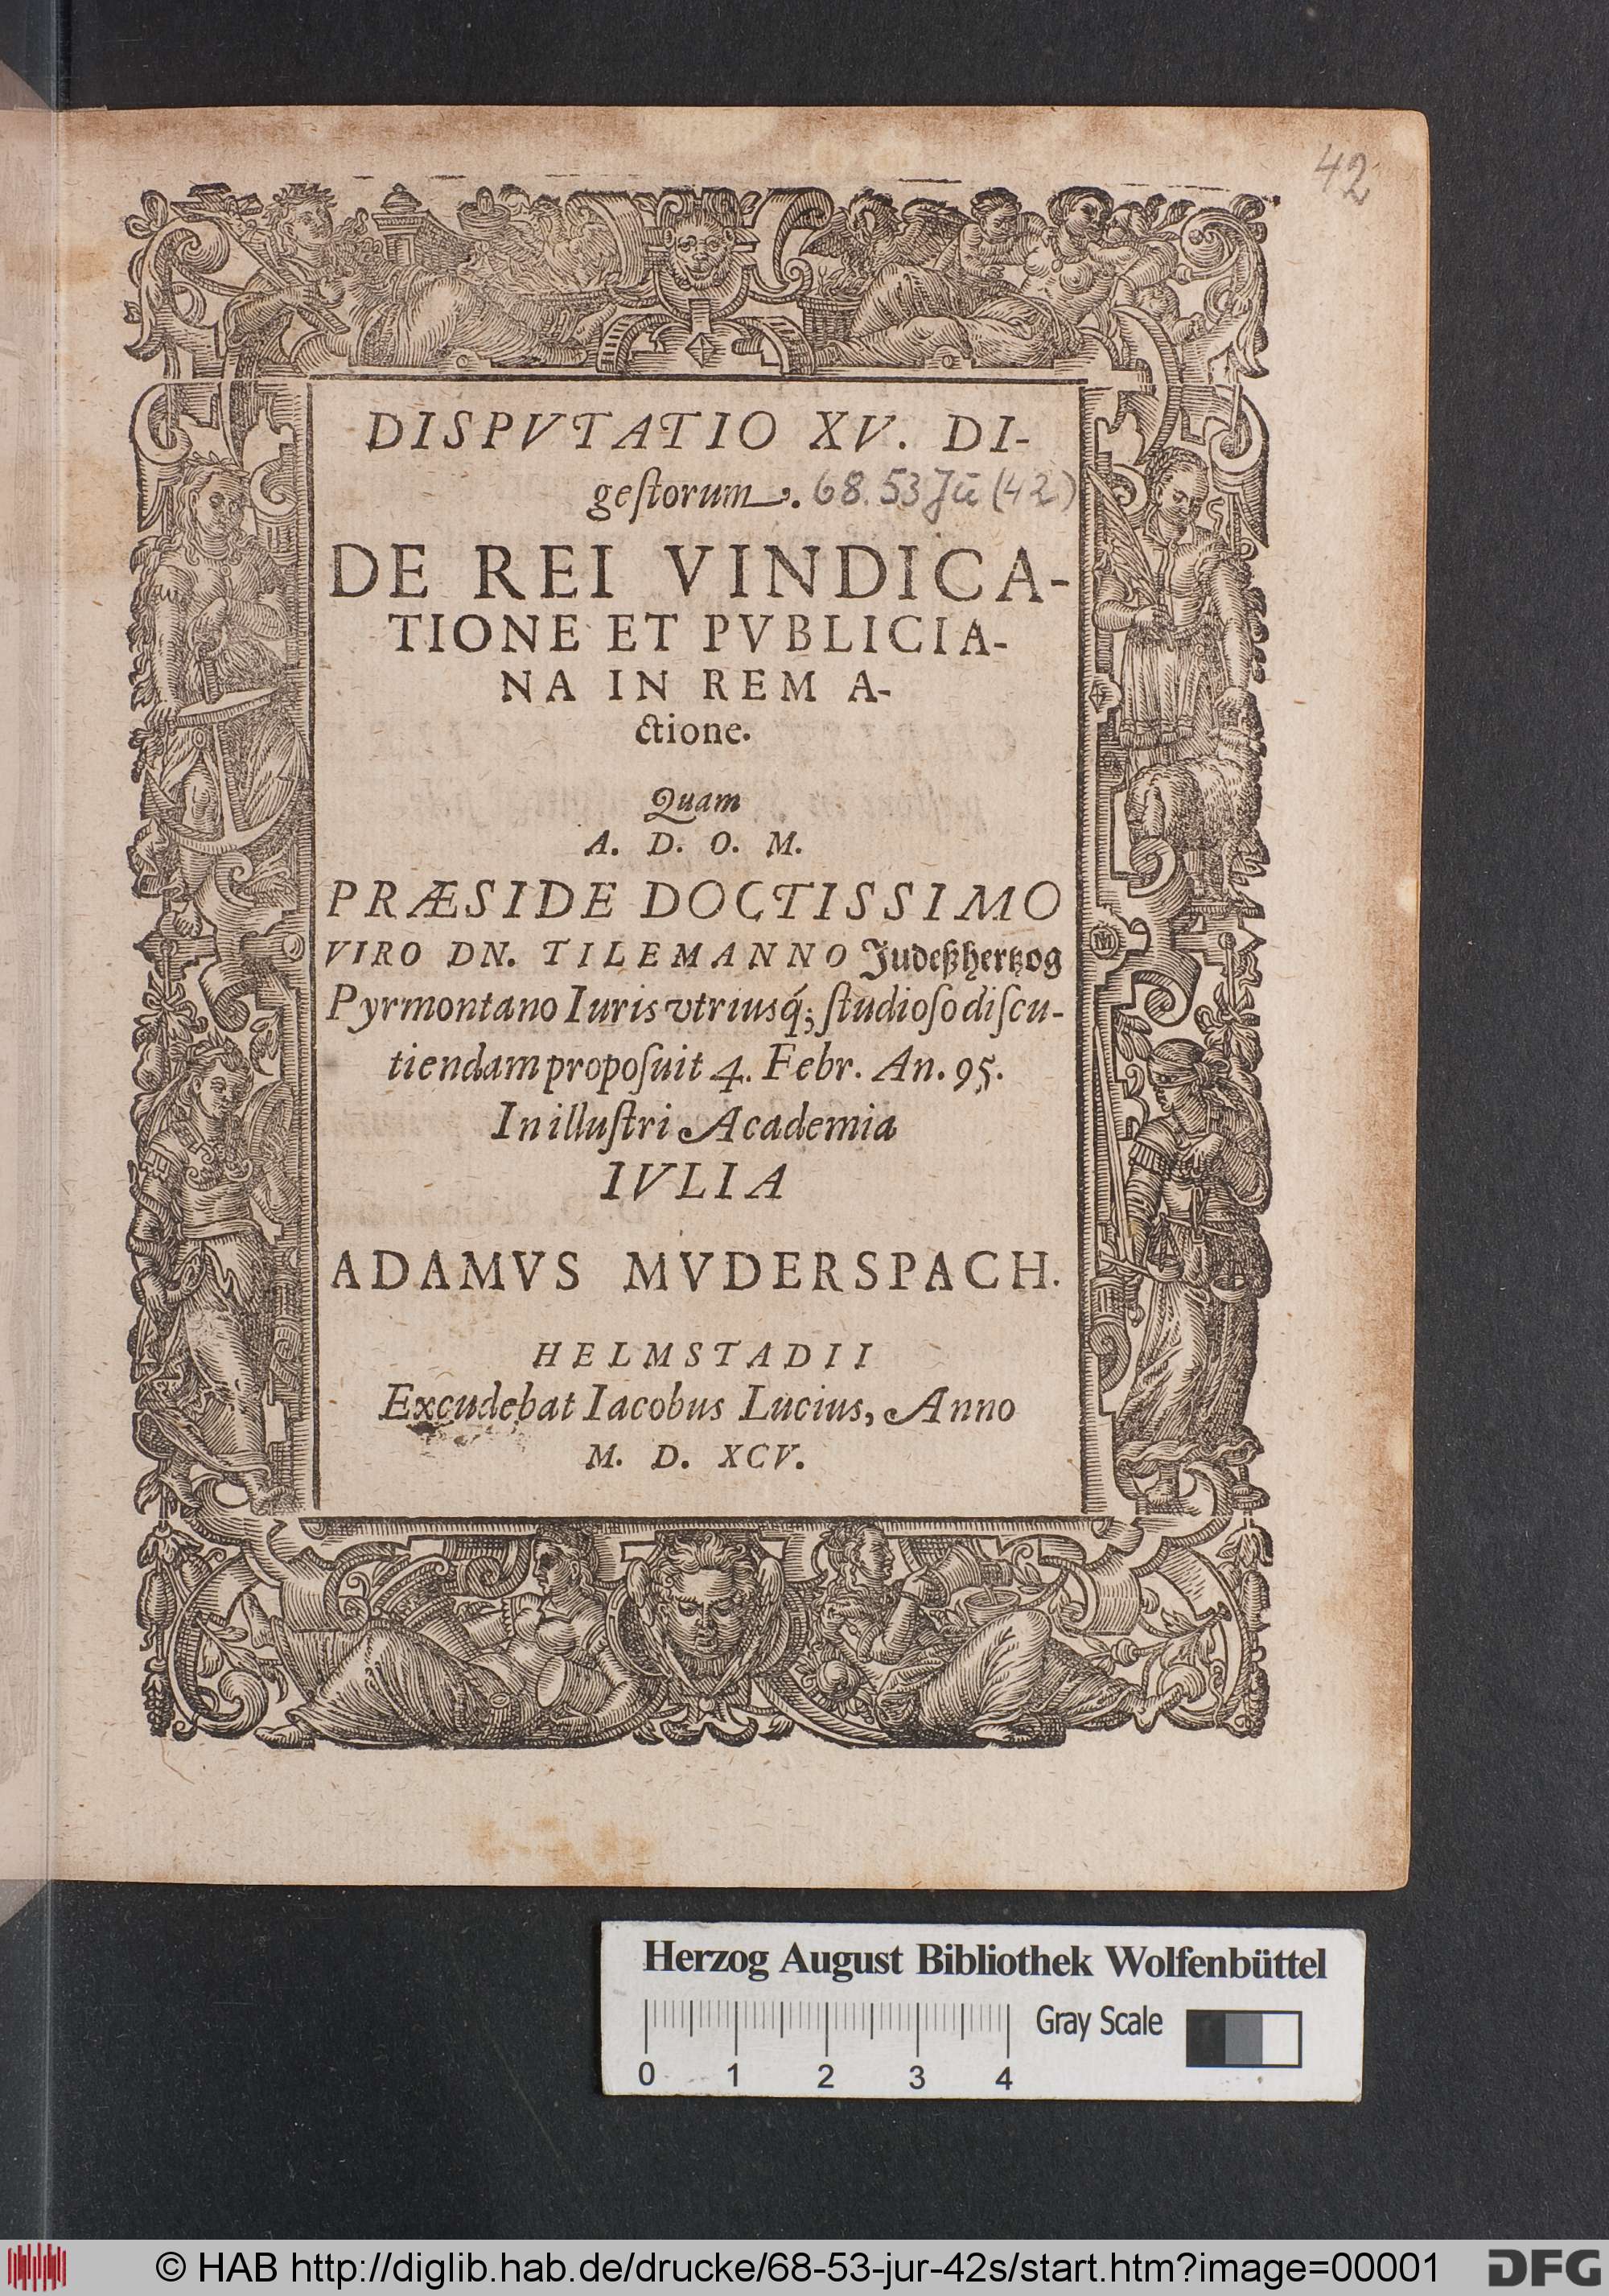 42
DISPVTATIO XV. DI-
gestorum. 68. 53 Ju (42)
DE REI VINDICA-
TIONE ET PVBLICIA-
NA IN REM A-
ctione.
Quam
A. D. O. M.
PRÆSIDE DOCTISSIMO
VIRO DN. TILEMANNO Judeßhertzog
Pyrmontano Iuris vtriusq́; ſtudioſo diſcu-
tiendam propoſuit 4. Febr. An. 95.
In illuſtri Academia
IVLIA
ADAMVS MVDERSPACH.
HELMSTADII
Excudebat Iacobus Lucius, Anno
M. D. XCV.
Herzog August Bibliothek Wolfenbüttel
Gray Scale
0 1 2 3 4
© HAB http://diglib.hab.de/drucke/68-53-jur-42s/start.htm?image=00001
DFG